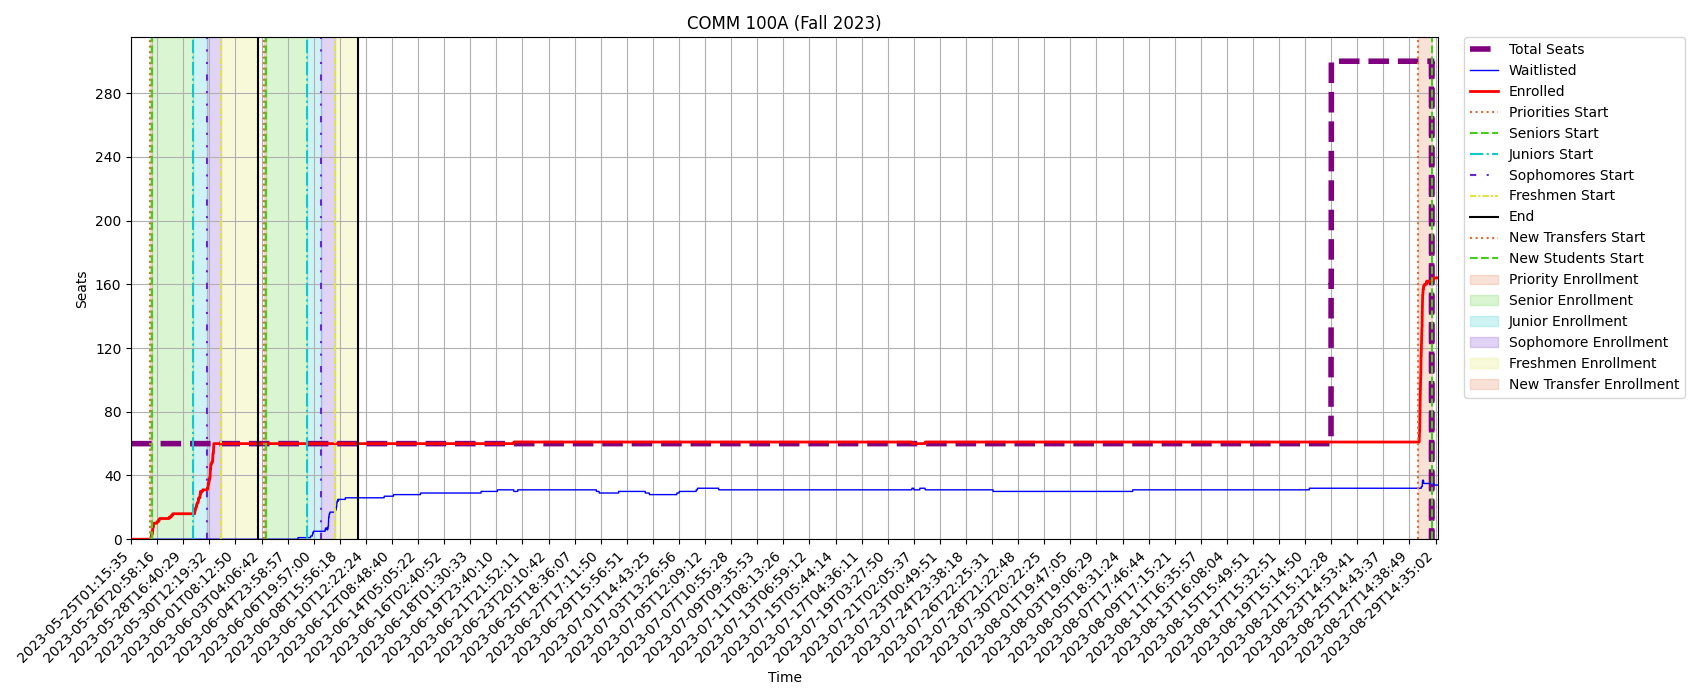 COMM 100A (Fall 2023)
Seats
280
240
200
160
120
80
40
0
2023-05-25T01:15:35
2023-05-26T20:58:16
2023-05-28T16:40:29
2023-05-30T12:19:32
2023-06-01T08:12:50
2023-06-03T04:06:42
2023-06-04T23:58:57
2023-06-06T19:57:00
2023-06-08T15:56:18
2023-06-10T12:22:24
2023-06-12T08:48:40
2023-06-14T05:05:22
2023-06-16T02:40:52
2023-06-18T01:30:33
2023-06-19T23:40:10
2023-06-21T21:52:11
2023-06-23T20:10:42
2023-06-25T18:36:07
2023-06-27T17:11:50
2023-06-29T15:56:51
2023-07-01T14:43:25
2023-07-03T13:26:56
2023-07-05T12:09:12
2023-07-07T10:55:28
2023-07-09T09:35:53
2023-07-11T08:13:26
2023-07-13T06:59:12
2023-07-15T05:44:14
2023-07-17T04:36:11
2023-07-19T03:27:50
2023-07-21T02:05:37
2023-07-23T00:49:51
2023-07-24T23:38:18
2023-07-26T22:25:31
2023-07-28T21:22:48
2023-07-30T20:22:25
2023-08-01T19:47:05
2023-08-03T19:06:29
2023-08-05T18:31:24
2023-08-07T17:46:44
2023-08-09T17:15:21
2023-08-11T16:35:57
2023-08-13T16:08:04
2023-08-15T15:49:51
2023-08-17T15:32:51
2023-08-19T15:14:50
2023-08-21T15:12:28
2023-08-23T14:53:41
2023-08-25T14:43:37
2023-08-27T14:38:49
2023-08-29T14:35:02
Time
Total Seats
Waitlisted
Enrolled
Priorities Start
Seniors Start
Juniors Start
Sophomores Start
Freshmen Start
End
New Transfers Start
New Students Start
Priority Enrollment
Senior Enrollment
Junior Enrollment
Sophomore Enrollment
Freshmen Enrollment
New Transfer Enrollment